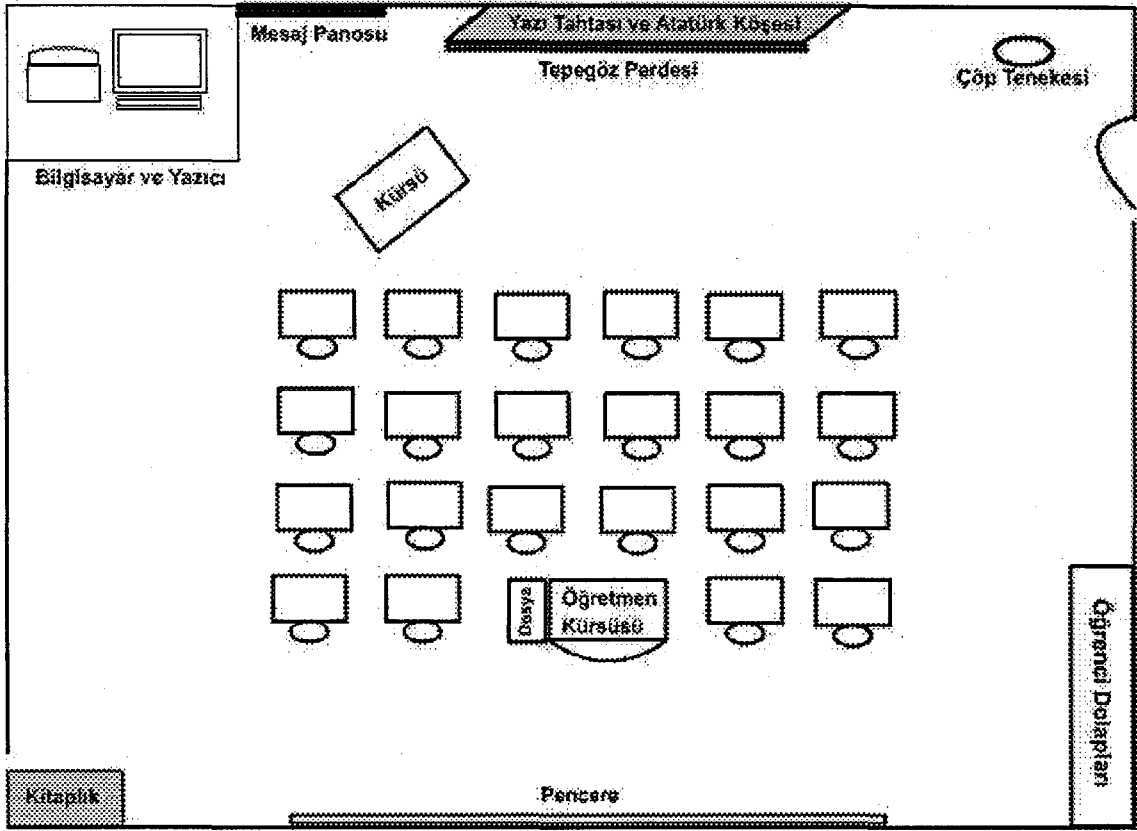 Mesaj Panosu
Yazı Tahtası ve Atatürk Köşesi
Tepegöz Perdesi
Çöp Tenekesi
Bilgisayar ve Yazıcı
Kürsü
Dosya
Öğretmen
Kürsüsü
Öğrenci Dolapları
Kitaplık
Pencere